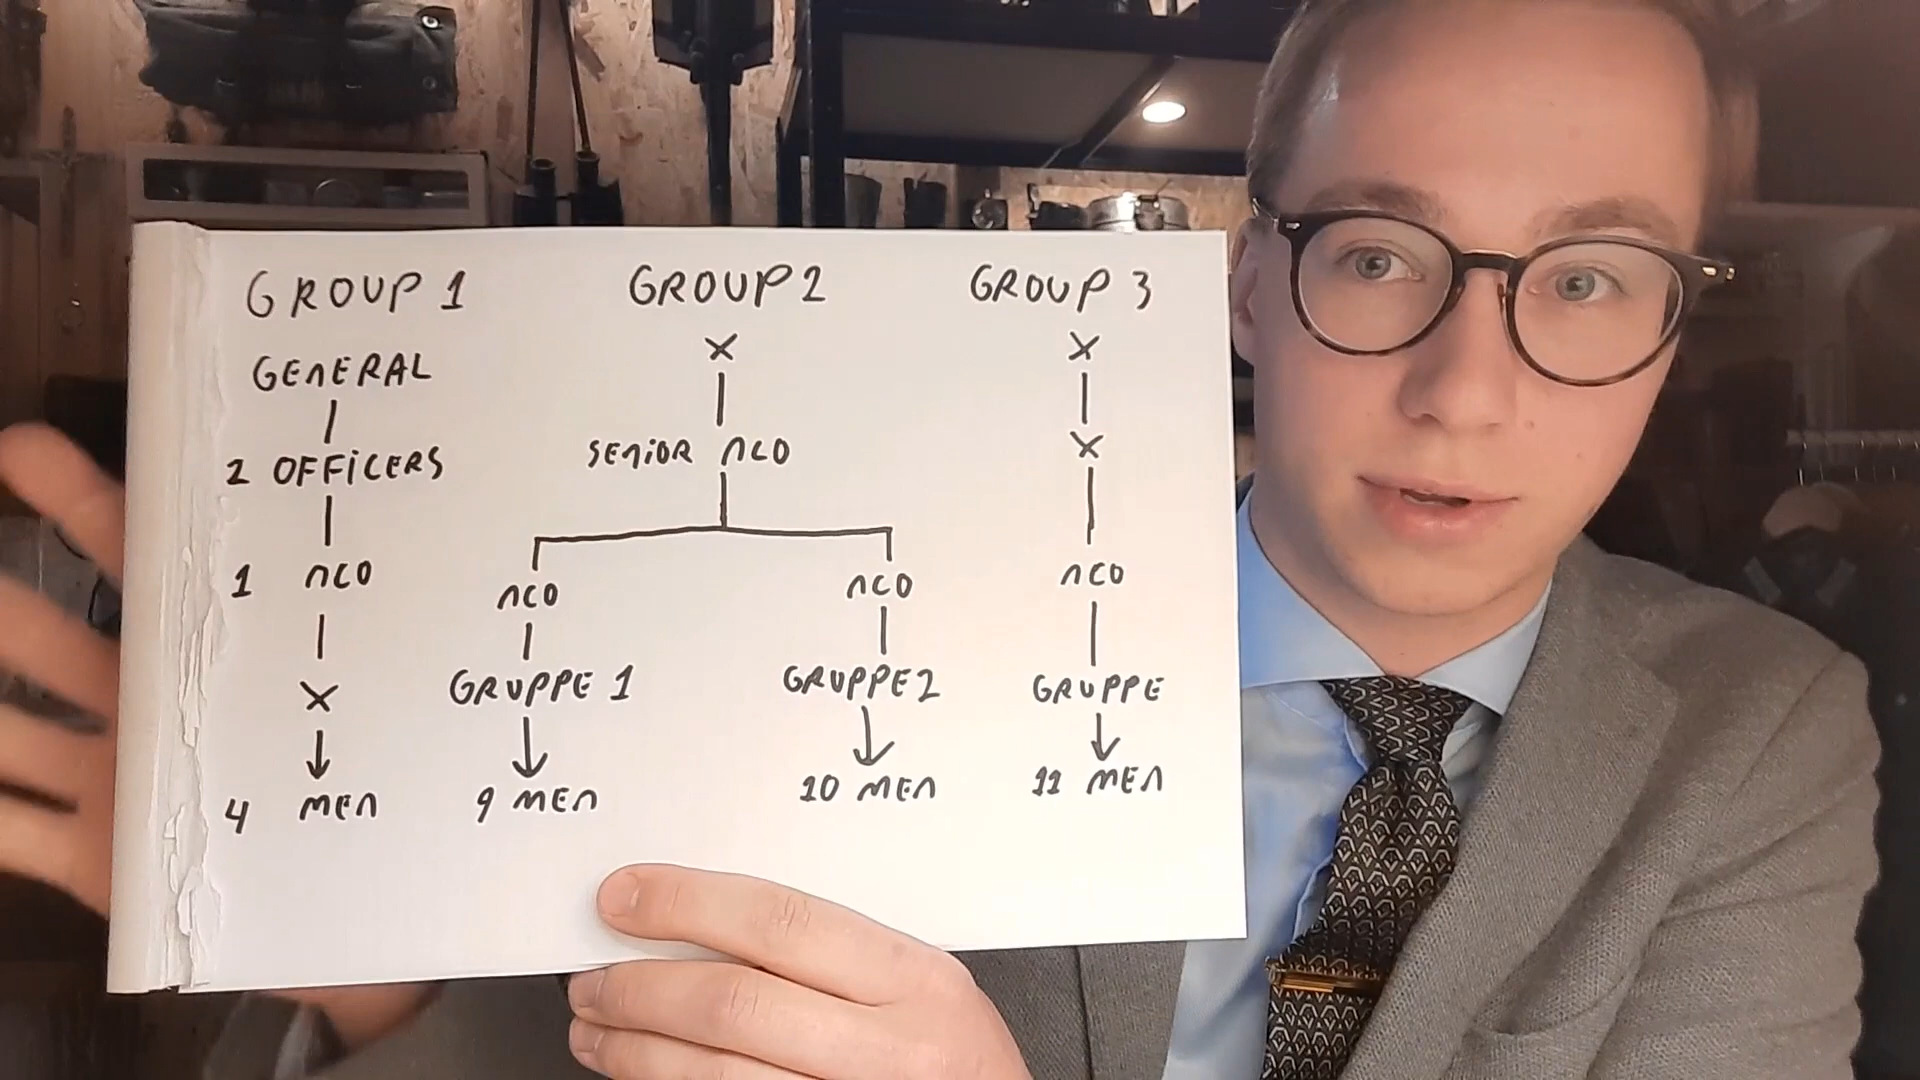 GROUP 1
GENERAL
2 OFFICERS
1 NCO
X
4 MEN
GROUP 2
X
SENIOR NCO
NCO
GRUPPE 1
9 MEN
NCO
GRUPPE 2
10 MEN
GROUP 3
X
X
NCO
GRUPPE
11 MEN